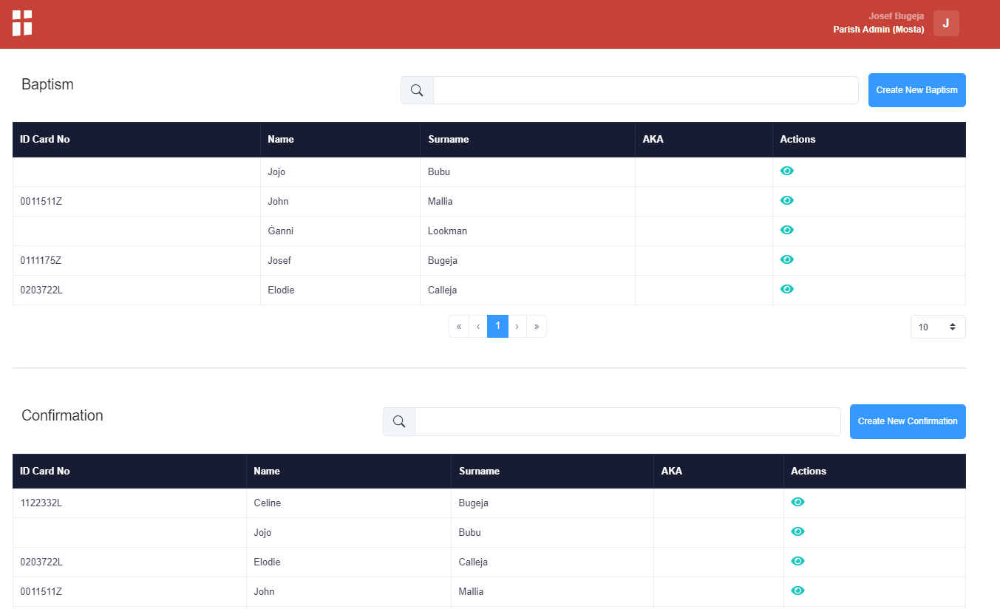 Josef Bugeja
Parish Admin (Mosta)
J
Baptism
Create New Baptism
ID Card No Name Surname AKA Actions
Jojo Bubu
0011511Z John Mallia
Ġanni Lookman
0111175Z Josef Bugeja
0203722L Elodie Calleja
« ‹ 1 › »
10
Confirmation
Create New Confirmation
ID Card No Name Surname AKA Actions
1122332L Celine Bugeja
Jojo Bubu
0203722L Elodie Calleja
0011511Z John Mallia